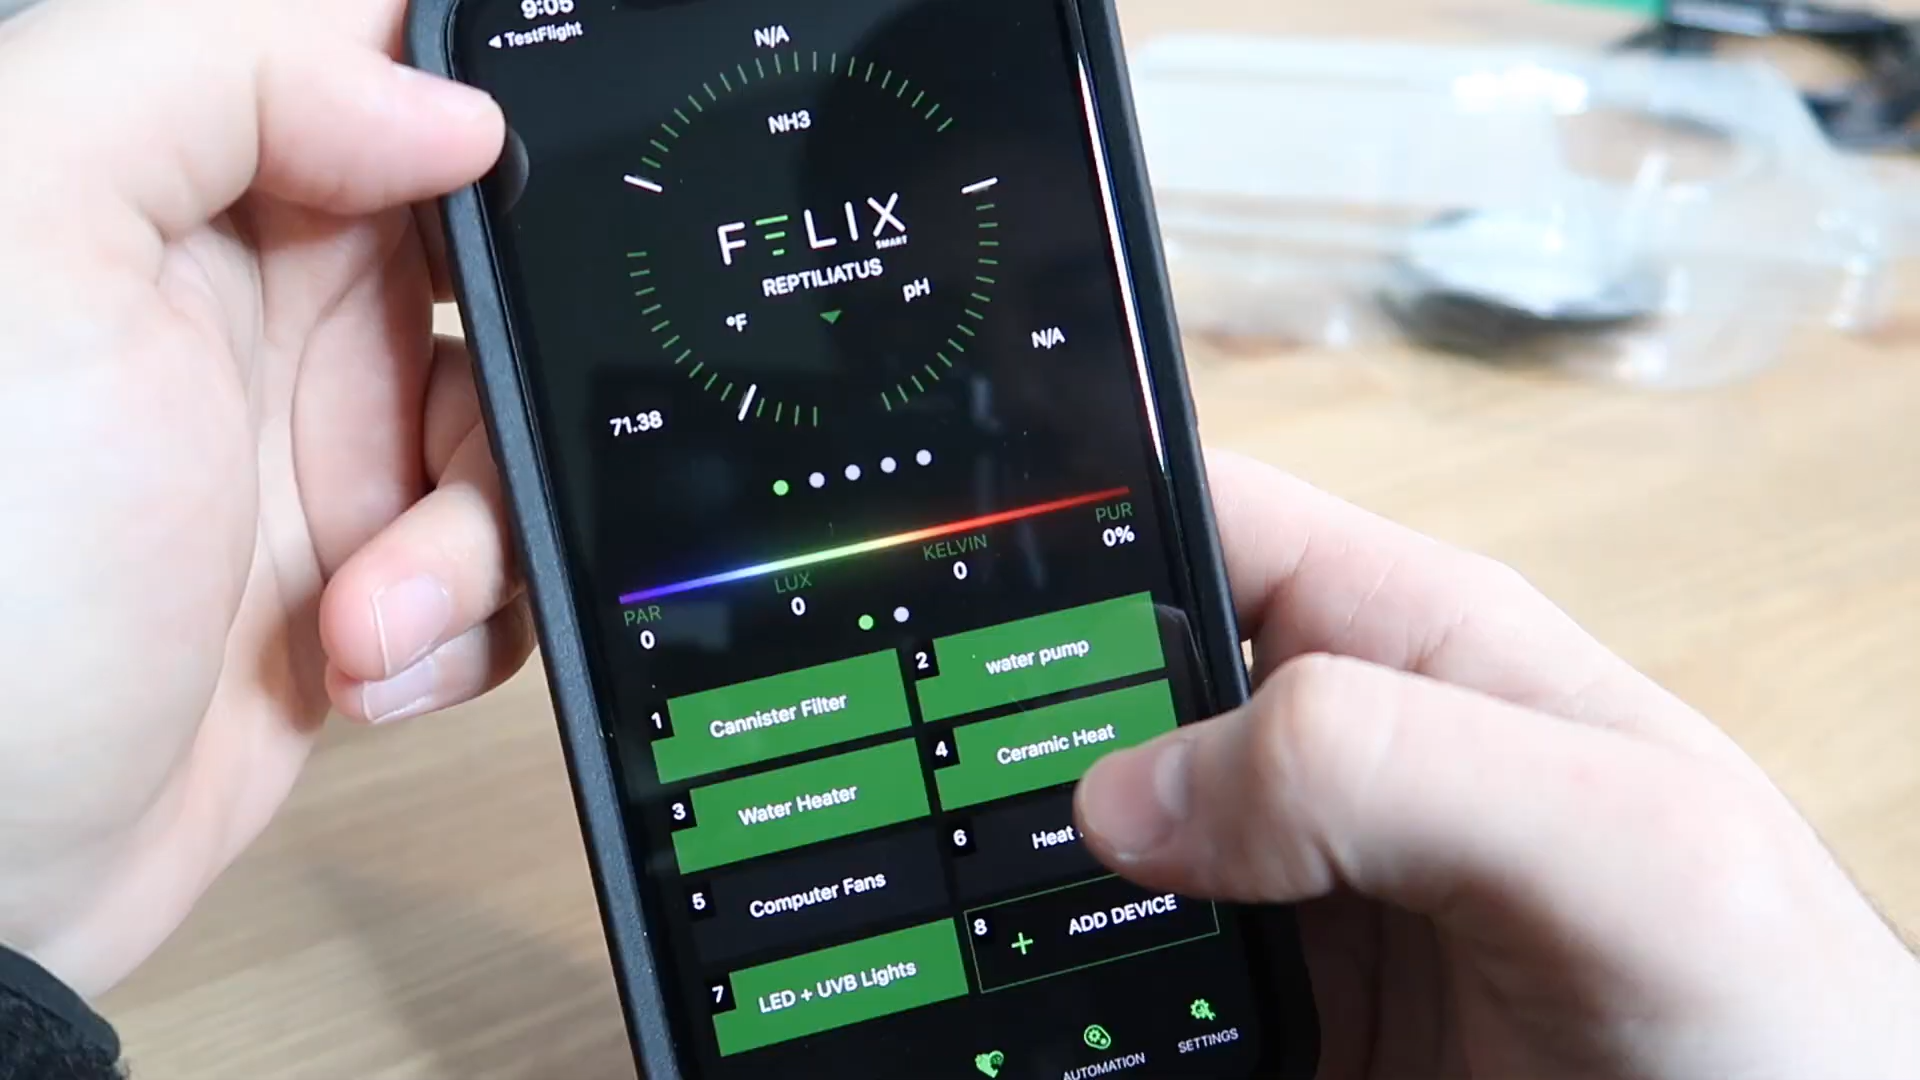 9:05
◀ TestFlight
N/A
NH3
FELIX
SMART
REPTILIATUS
°F
pH
N/A
71.38
PAR
0
LUX
0
KELVIN
0
PUR
0%
1 Cannister Filter
2 water pump
3 Water Heater
4 Ceramic Heat
5 Computer Fans
6 Heat
7 LED + UVB Lights
8 + ADD DEVICE
AUTOMATION
SETTINGS